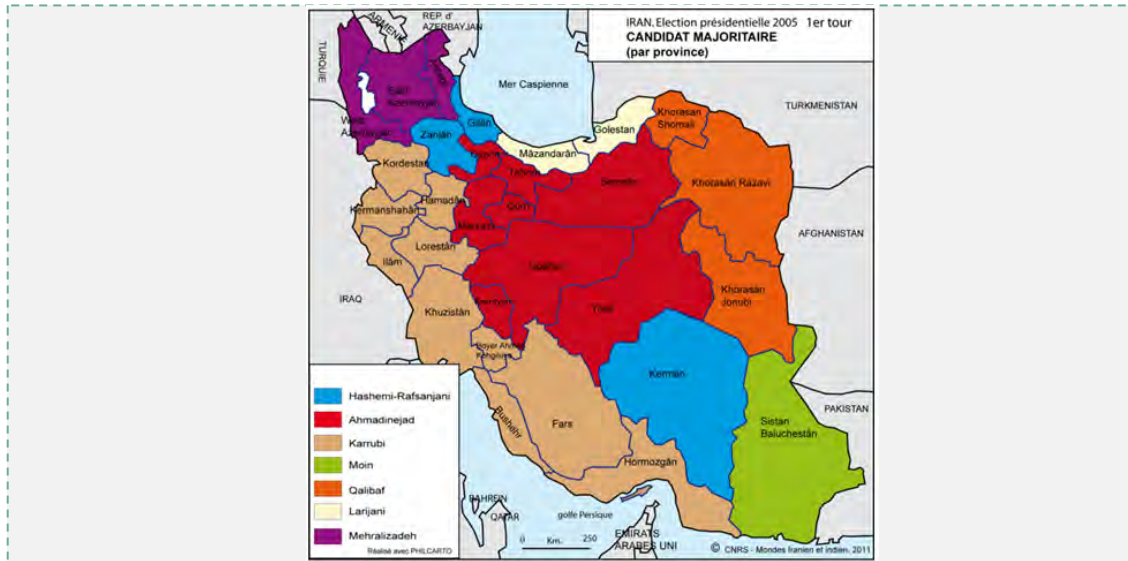 IRAN. Election présidentielle 2005 1er tour
CANDIDAT MAJORITAIRE
(par province)
ARMENIE
REP. d'
AZERBAYJAN
TURQUIE
Mer Caspienne
TURKMENISTAN
East
Azerbayjan
West
Azerbayjan
Gilân
Zanjân
Golestan
Mâzandarân
Khorasan
Shomali
Kordestan
Tehran
Semnân
Khorasân Razavi
Hamadân
Qom
Kermanshahân
Markazi
AFGHANISTAN
Lorestân
Ilâm
Khorasân
Jonubi
IRAQ
Khuzistân
Yazd
Boyer Ahmad
Kohgiluye
Kermân
Hashemi-Rafsanjani
Ahmadinejad
Karrubi
Moin
Qalibaf
Larijani
Mehralizadeh
Réalisé avec PHILCARTO
Bushehr
Fars
Sistan
Baluchestân
PAKISTAN
Hormozgân
BAHREIN
QATAR
golfe Persique
0 Km. 250
EMIRATS
ARABES UNI
© CNRS - Mondes iranien et indien, 2011